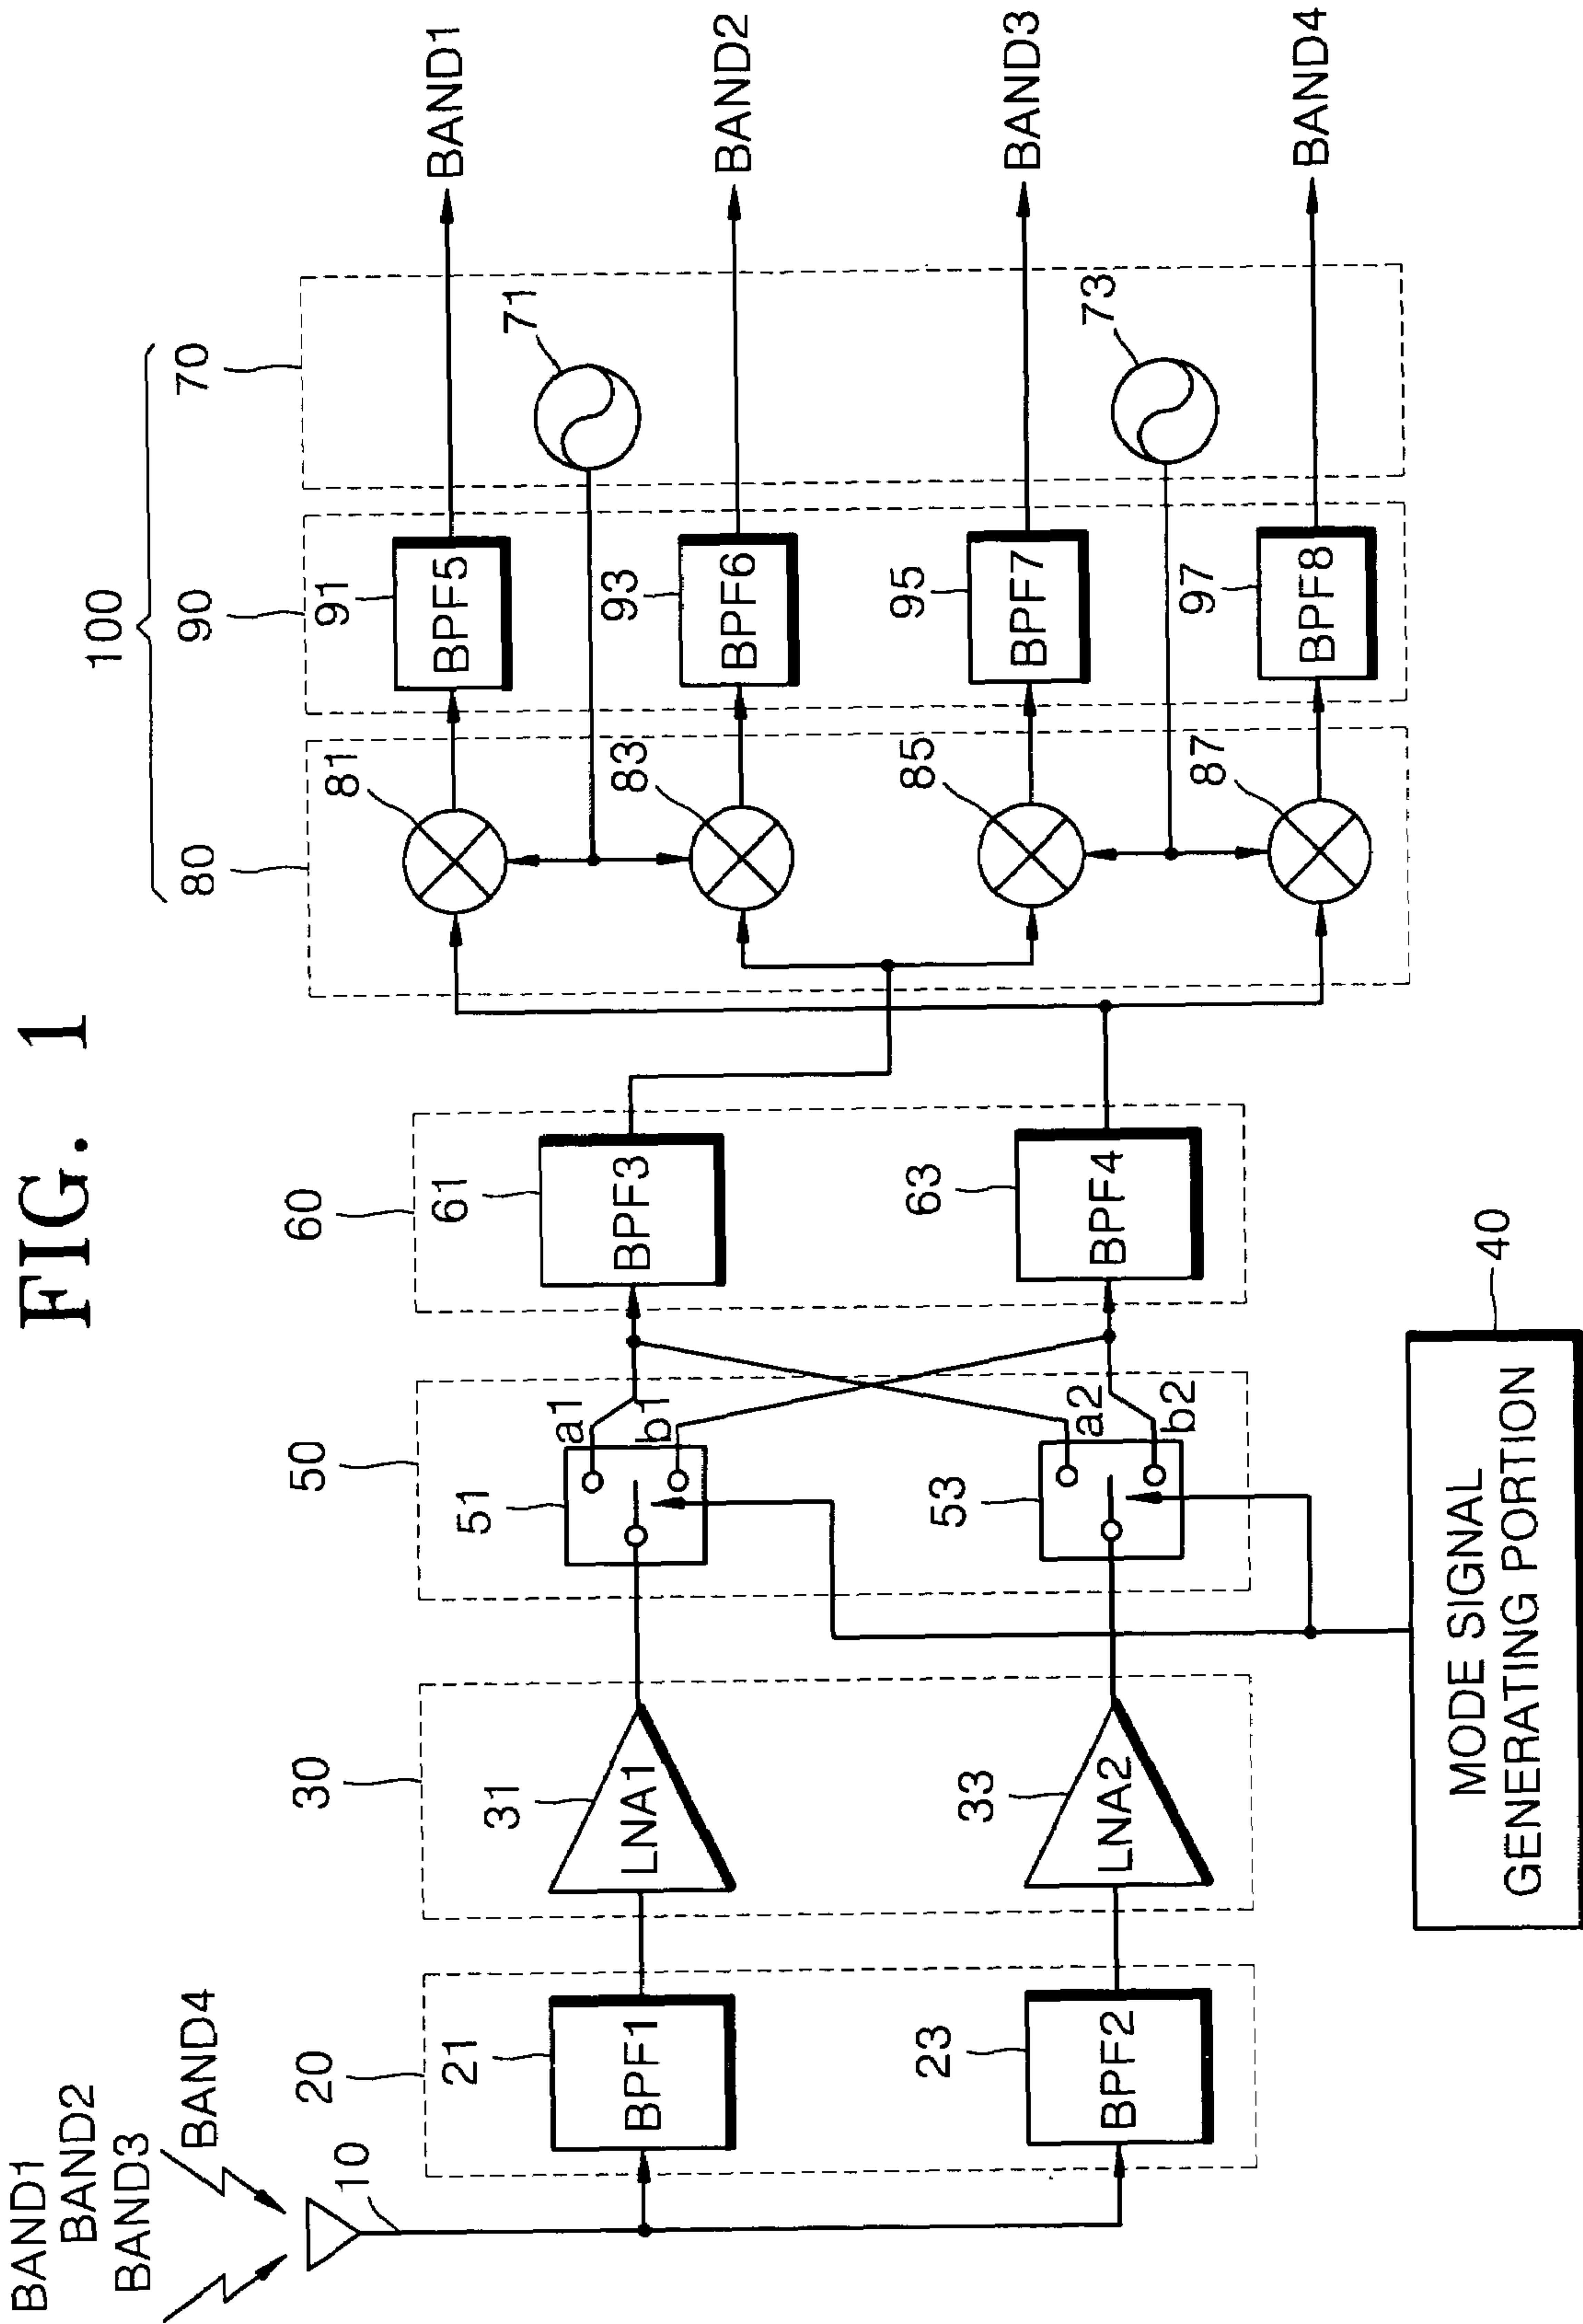 FIG. 1
BAND1
BAND2
BAND3
BAND4
10
20
21
BPF1
23
BPF2
30
31
LNA1
33
LNA2
40
MODE SIGNAL
GENERATING PORTION
50
51
a1
b1
53
a2
b2
60
61
BPF3
63
BPF4
100
80
90
70
81
83
85
87
91
BPF5
93
BPF6
95
BPF7
97
BPF8
71
73
BAND1
BAND2
BAND3
BAND4